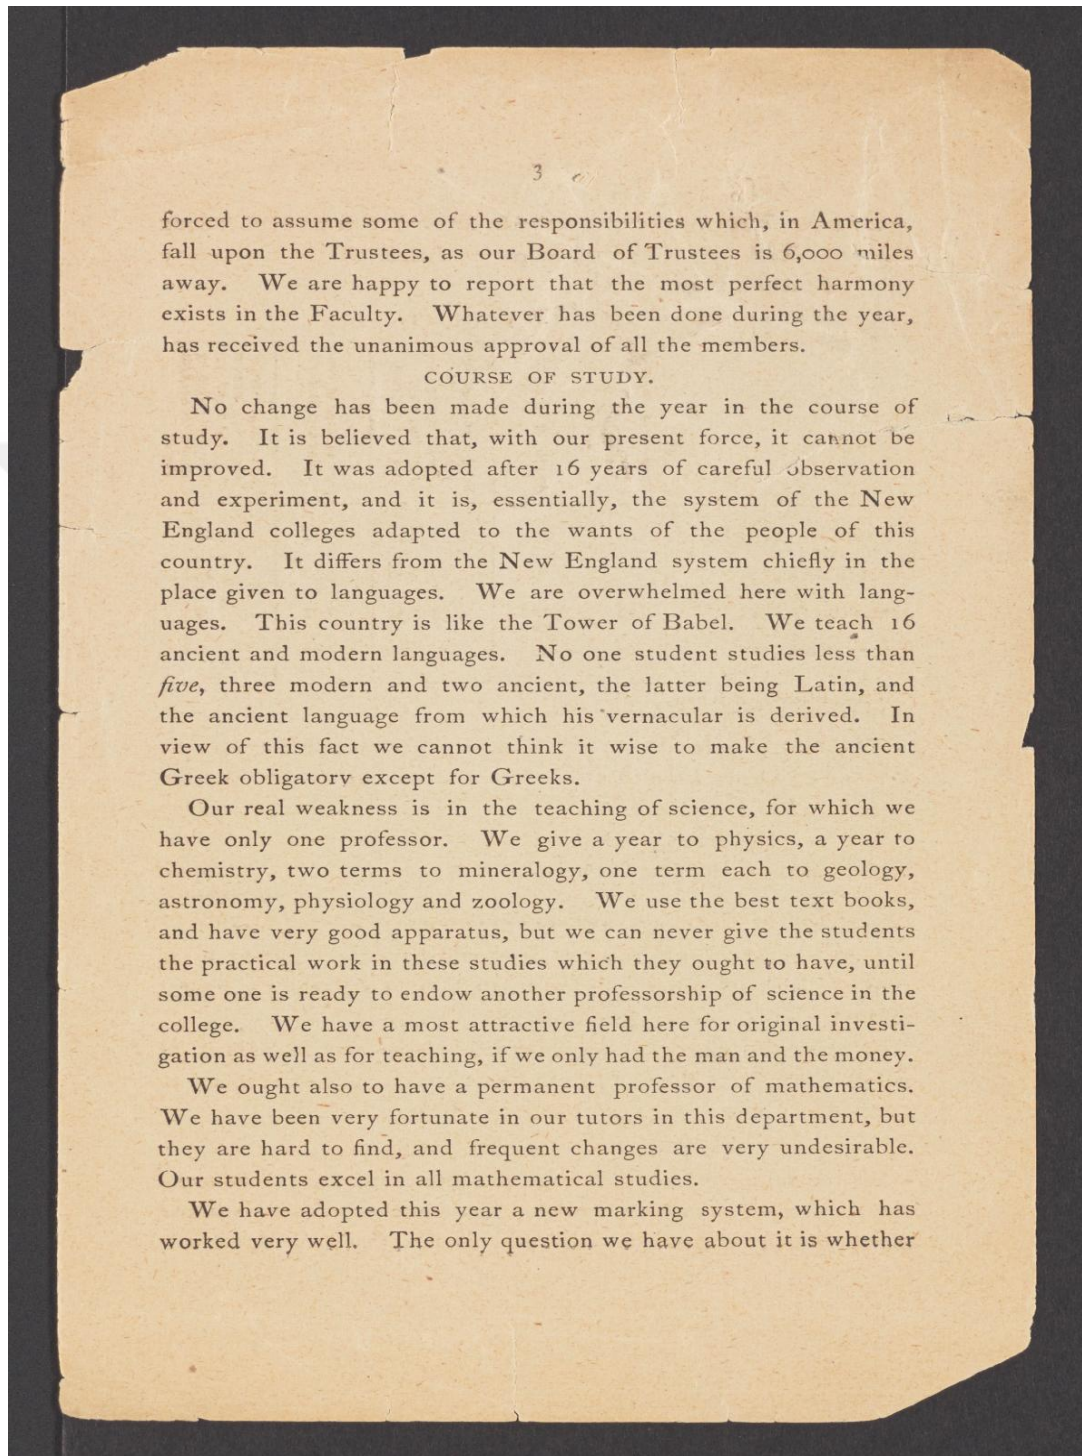 3
forced to assume some of the responsibilities which, in America,
fall upon the Trustees, as our Board of Trustees is 6,000 miles
away. We are happy to report that the most perfect harmony
exists in the Faculty. Whatever has been done during the year,
has received the unanimous approval of all the members.
COURSE OF STUDY.
No change has been made during the year in the course of
study. It is believed that, with our present force, it cannot be
improved. It was adopted after 16 years of careful observation
and experiment, and it is, essentially, the system of the New
England colleges adapted to the wants of the people of this
country. It differs from the New England system chiefly in the
place given to languages. We are overwhelmed here with lang-
uages. This country is like the Tower of Babel. We teach 16
ancient and modern languages. No one student studies less than
five, three modern and two ancient, the latter being Latin, and
the ancient language from which his vernacular is derived. In
view of this fact we cannot think it wise to make the ancient
Greek obligatory except for Greeks.
Our real weakness is in the teaching of science, for which we
have only one professor. We give a year to physics, a year to
chemistry, two terms to mineralogy, one term each to geology,
astronomy, physiology and zoology. We use the best text books,
and have very good apparatus, but we can never give the students
the practical work in these studies which they ought to have, until
some one is ready to endow another professorship of science in the
college. We have a most attractive field here for original investi-
gation as well as for teaching, if we only had the man and the money.
We ought also to have a permanent professor of mathematics.
We have been very fortunate in our tutors in this department, but
they are hard to find, and frequent changes are very undesirable.
Our students excel in all mathematical studies.
We have adopted this year a new marking system, which has
worked very well. The only question we have about it is whether